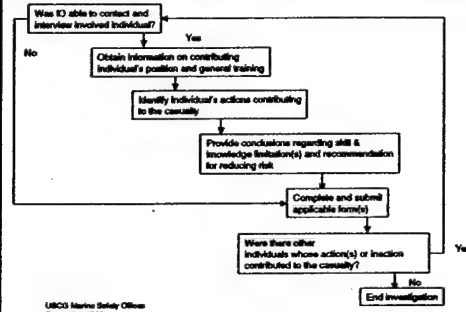 Was IO able to contact and
interview involved individual?
Yes
No
Obtain information on contributing
individual's position and general training
Identify individual's actions contributing
to the casualty
Provide conclusions regarding skill &
knowledge limitation(s) and recommendation
for reducing risk
Complete and submit
applicable form(s)
Were there other
individuals whose action(s) or inaction
contributed to the casualty?
Yes
No
End investigation
USCG Marine Safety Offices